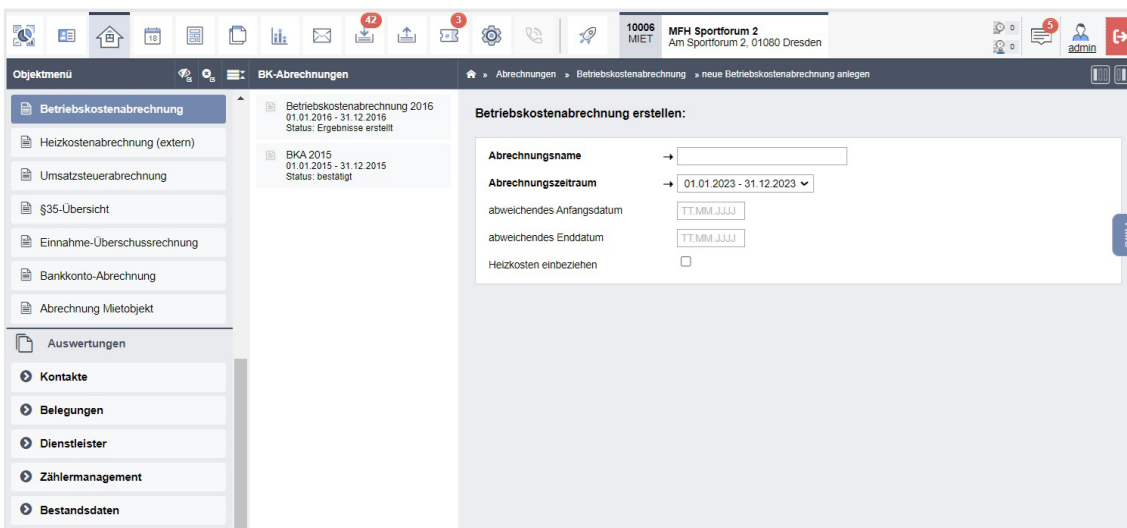 42
3
10006
MIET
MFH Sportforum 2
Am Sportforum 2, 01080 Dresden
0
0
5
admin
18
Objektmenü
BK-Abrechnungen
» Abrechnungen » Betriebskostenabrechnung » neue Betriebskostenabrechnung anlegen
Betriebskostenabrechnung
Heizkostenabrechnung (extern)
Umsatzsteuerabrechnung
§35-Übersicht
Einnahme-Überschussrechnung
Bankkonto-Abrechnung
Abrechnung Mietobjekt
Auswertungen
Kontakte
Belegungen
Dienstleister
Zählermanagement
Bestandsdaten
Betriebskostenabrechnung 2016
01.01.2016 - 31.12.2016
Status: Ergebnisse erstellt
BKA 2015
01.01.2015 - 31.12.2015
Status: bestätigt
Betriebskostenabrechnung erstellen:
Abrechnungsname
Abrechnungszeitraum
01.01.2023 - 31.12.2023
abweichendes Anfangsdatum
TT.MM.JJJJ
abweichendes Enddatum
TT.MM.JJJJ
Heizkosten einbeziehen